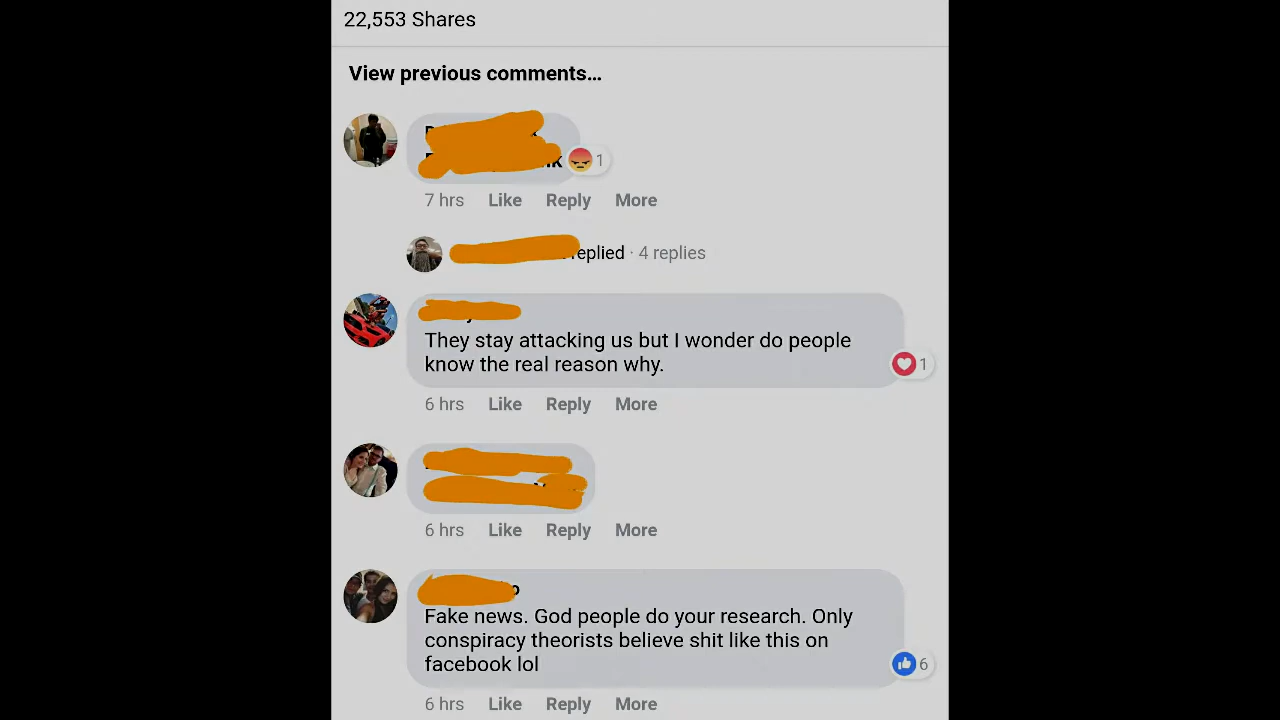 22,553 Shares
View previous comments...
1
7 hrs Like Reply More
replied · 4 replies
They stay attacking us but I wonder do people
know the real reason why.
1
6 hrs Like Reply More
6 hrs Like Reply More
Fake news. God people do your research. Only
conspiracy theorists believe shit like this on
facebook lol
6
6 hrs Like Reply More